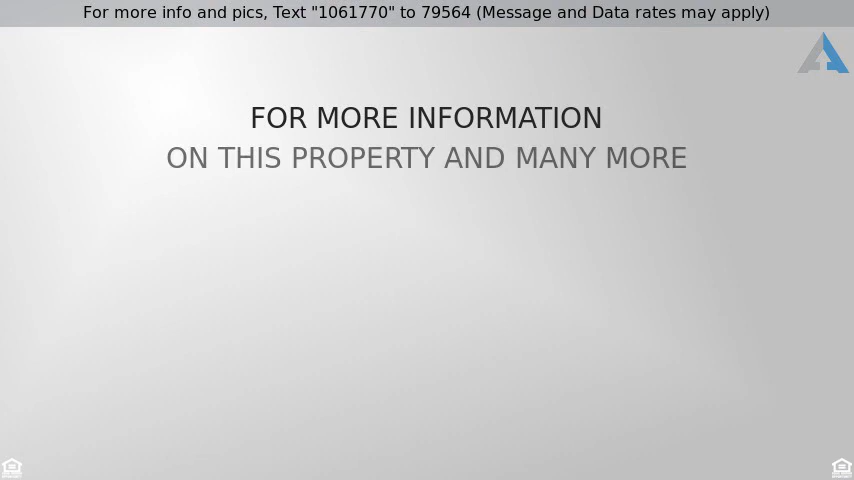 For more info and pics, Text "1061770" to 79564 (Message and Data rates may apply)
FOR MORE INFORMATION
ON THIS PROPERTY AND MANY MORE